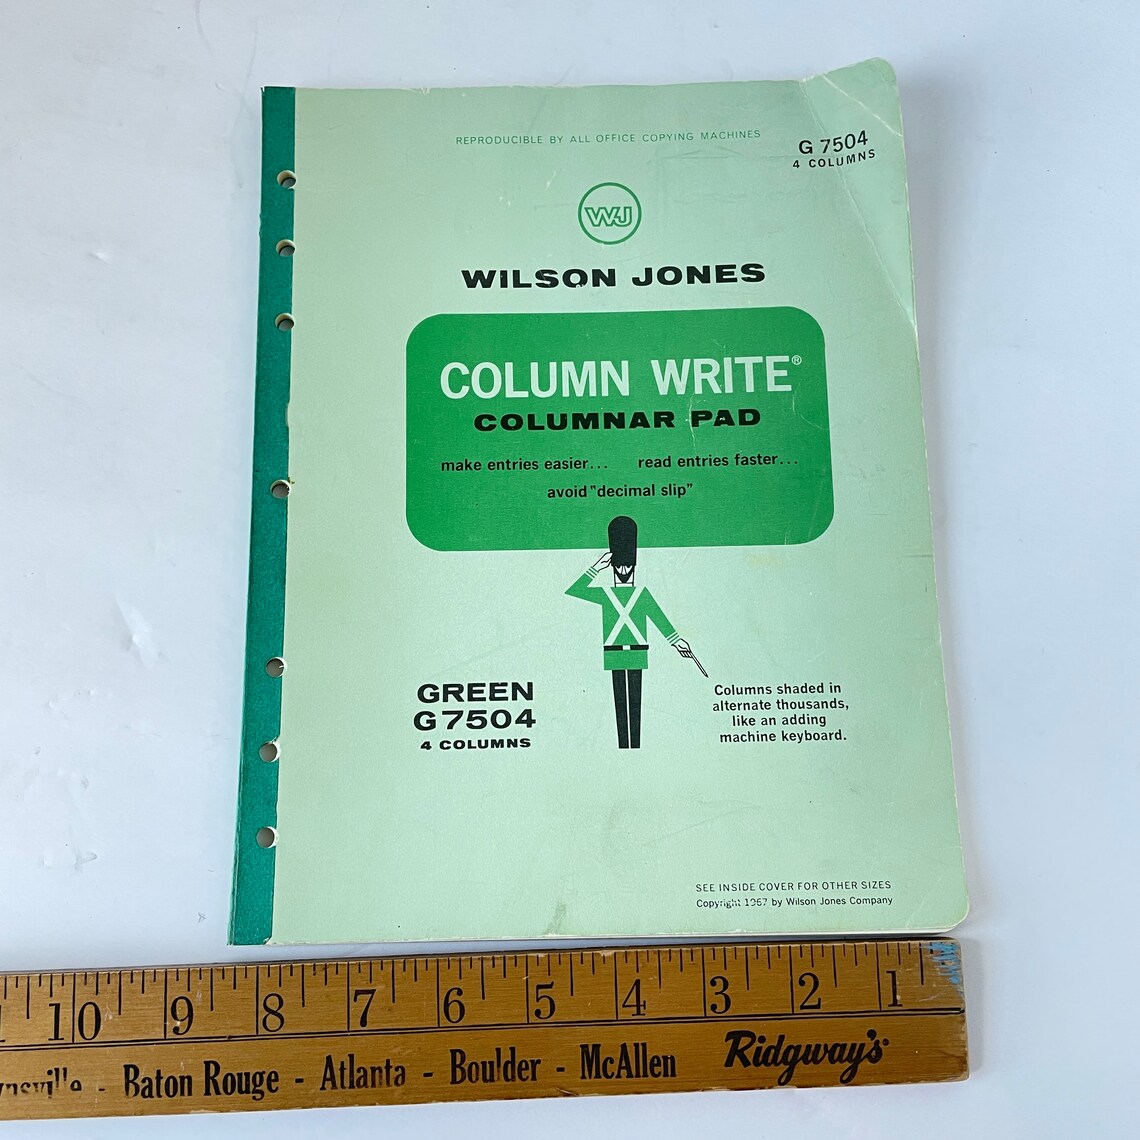 REPRODUCIBLE BY ALL OFFICE COPYING MACHINES
G 7504
4 COLUMNS
WJ
WILSON JONES
COLUMN WRITE®
COLUMNAR PAD
make entries easier... read entries faster...
avoid "decimal slip"
GREEN
G7504
4 COLUMNS
Columns shaded in
alternate thousands,
like an adding
machine keyboard.
SEE INSIDE COVER FOR OTHER SIZES
Copyright 1967 by Wilson Jones Company
10 9 8 7 6 5 4 3 2 1
- Baton Rouge - Atlanta - Boulder - McAllen Ridgway's